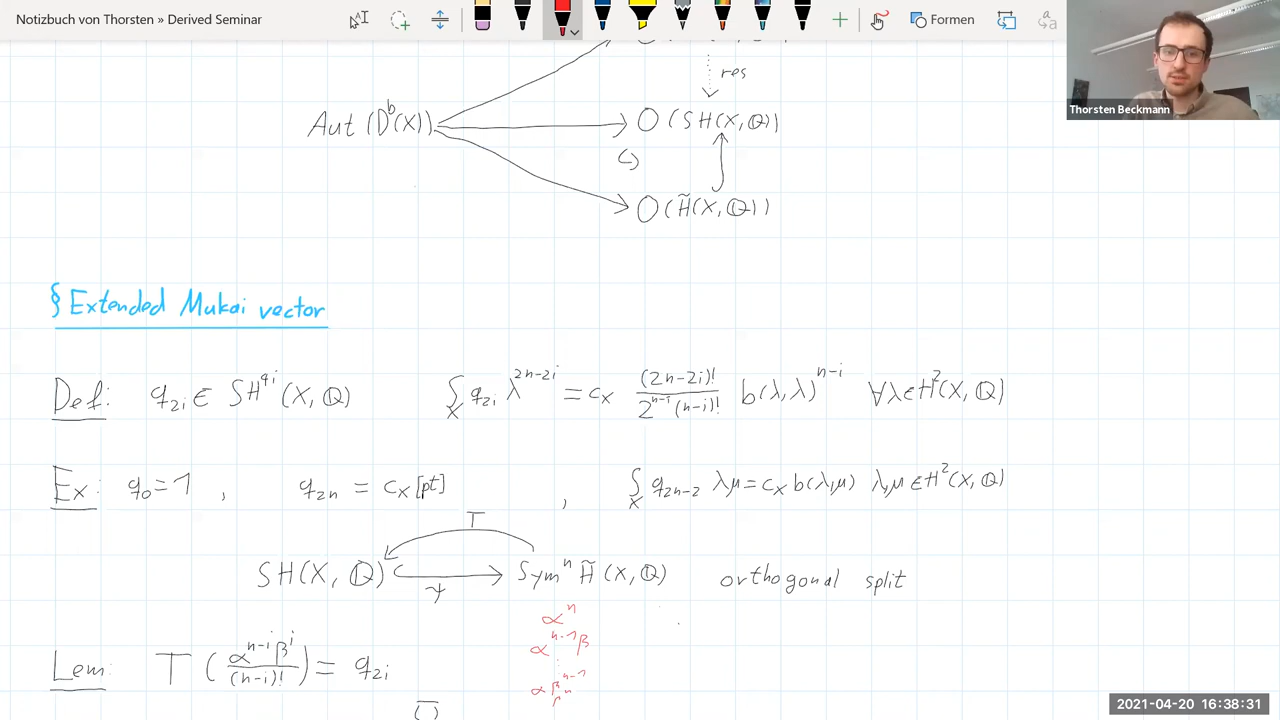 Notizbuch von Thorsten » Derived Seminar
Formen
Thorsten Beckmann
res
Aut(D^b(X))
O(SH(X,ℚ))
↻
O(H̃(X,ℚ))
§ Extended Mukai vector
Def: q_{2i} ∈ SH^{4i}(X,ℚ) ∫_X q_{2i} λ^{2n-2i} = c_X (2n-2i)!/(2^{n-i}(n-i)!) b(λ,λ)^{n-i} ∀λ∈H²(X,ℚ)
Ex: q_0 = 1, q_{2n} = c_X [pt], ∫_X q_{2n-2} λμ = c_X b(λ,μ) λ,μ ∈ H²(X,ℚ)
T
SH(X,ℚ) ↪ Sym^n H̃(X,ℚ) orthogonal split
ψ
α^n
α^{n-1}β
⋮
αβ^{n-1}
β^n
Lem: T(α^{n-i}β^i/(n-i)!) = q_{2i}
2021-04-20 16:38:31